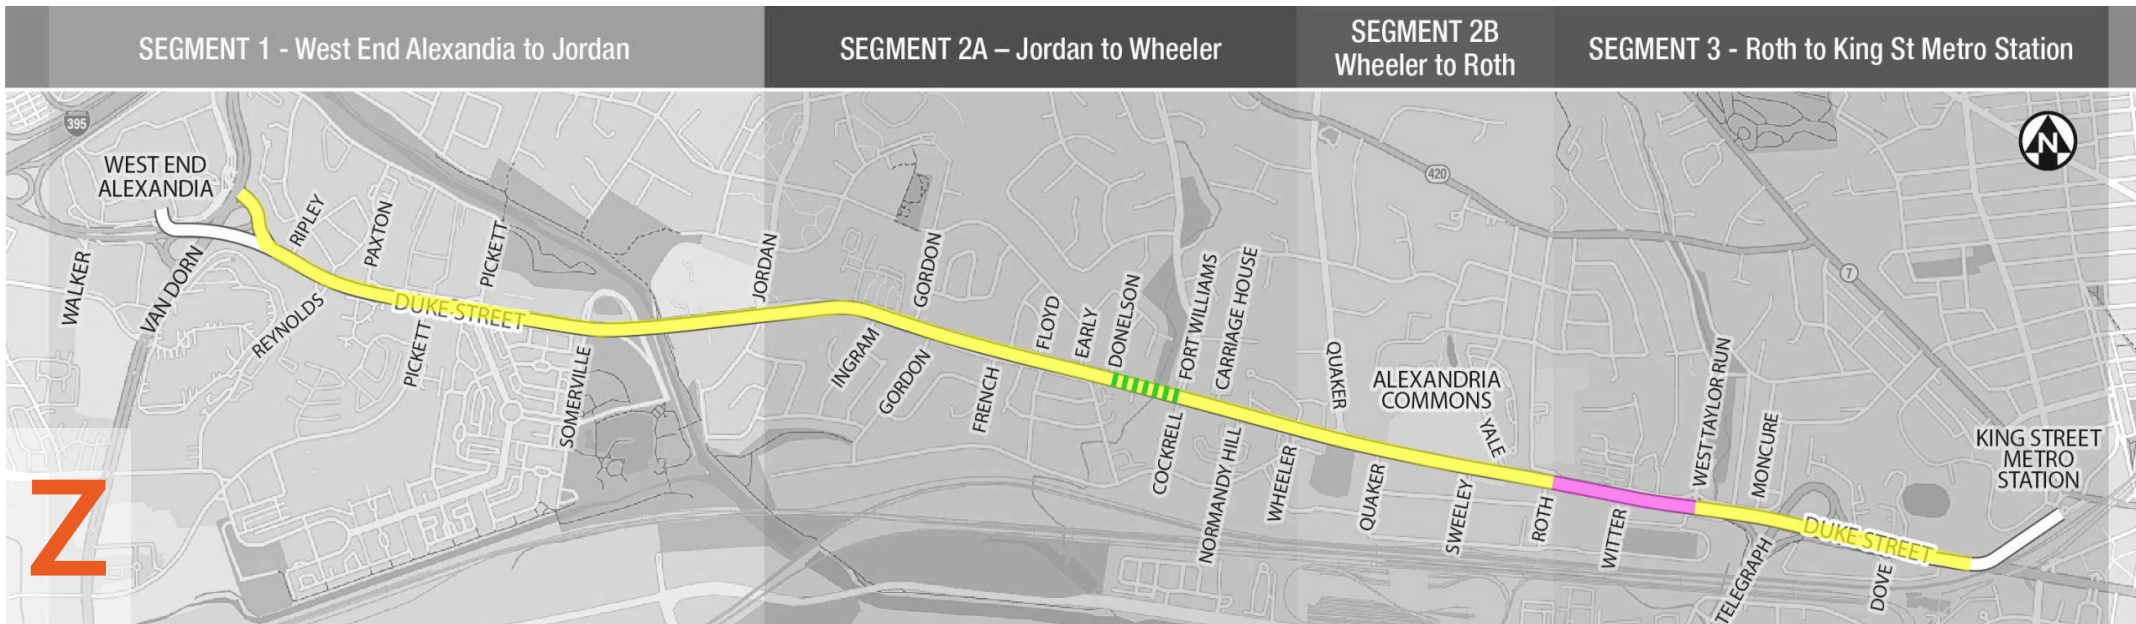 SEGMENT 1 - West End Alexandia to Jordan
SEGMENT 2A – Jordan to Wheeler
SEGMENT 2B
Wheeler to Roth
SEGMENT 3 - Roth to King St Metro Station
395
WEST END
ALEXANDIA
N
420
7
WALKER
VAN DORN
RIPLEY
REYNOLDS
PAXTON
DUKE STREET
PICKETT
PICKETT
SOMERVILLE
JORDAN
INGRAM
GORDON
GORDON
FRENCH
FLOYD
EARLY
DONELSON
COCKRELL
FORT WILLIAMS
NORMANDY HILL
CARRIAGE HOUSE
WHEELER
QUAKER
QUAKER
ALEXANDRIA
COMMONS
SWEELEY
YALE
ROTH
WITTER
WEST TAYLOR RUN
TELEGRAPH
MONCURE
DUKE STREET
DOVE
KING STREET
METRO
STATION
Z